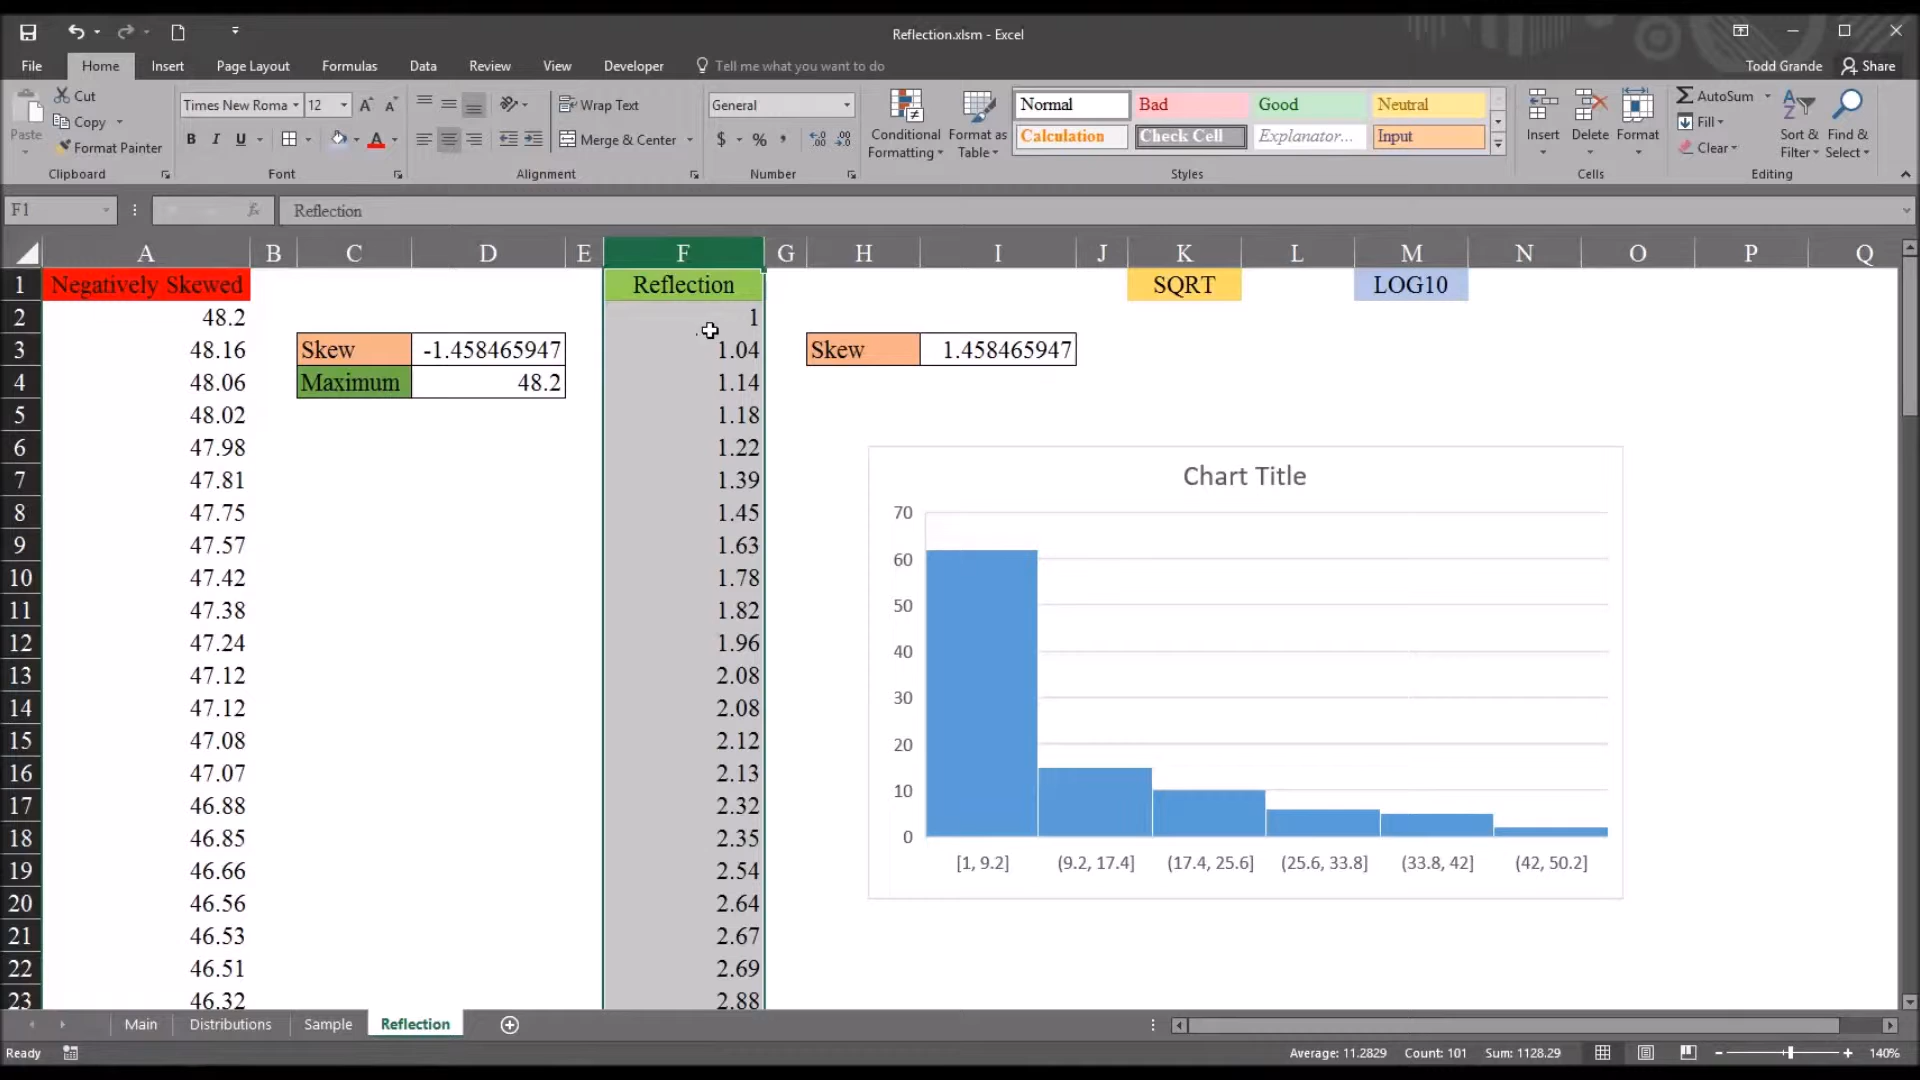 Reflection.xlsm - Excel
File Home Insert Page Layout Formulas Data Review View Developer Tell me what you want to do Todd Grande Share
Paste Cut Copy Format Painter Clipboard
Times New Roma 12 B I U Font
Wrap Text Merge & Center Alignment
General $ % Number
Conditional Formatting Format as Table
Normal Bad Good Neutral
Calculation Check Cell Explanator... Input
Styles
Insert Delete Format Cells
AutoSum Fill Clear Sort & Filter Find & Select Editing
F1 fx Reflection
A B C D E F G H I J K L M N O P Q
1 Negatively Skewed Reflection SQRT LOG10
2 48.2 1
3 48.16 Skew -1.458465947 1.04 Skew 1.458465947
4 48.06 Maximum 48.2 1.14
5 48.02 1.18
6 47.98 1.22
7 47.81 1.39
8 47.75 1.45
9 47.57 1.63
10 47.42 1.78
11 47.38 1.82
12 47.24 1.96
13 47.12 2.08
14 47.12 2.08
15 47.08 2.12
16 47.07 2.13
17 46.88 2.32
18 46.85 2.35
19 46.66 2.54
20 46.56 2.64
21 46.53 2.67
22 46.51 2.69
23 46.32 2.88
Chart Title
70
60
50
40
30
20
10
0
[1, 9.2] (9.2, 17.4] (17.4, 25.6] (25.6, 33.8] (33.8, 42] (42, 50.2]
Main Distributions Sample Reflection
Ready Average: 11.2829 Count: 101 Sum: 1128.29 140%